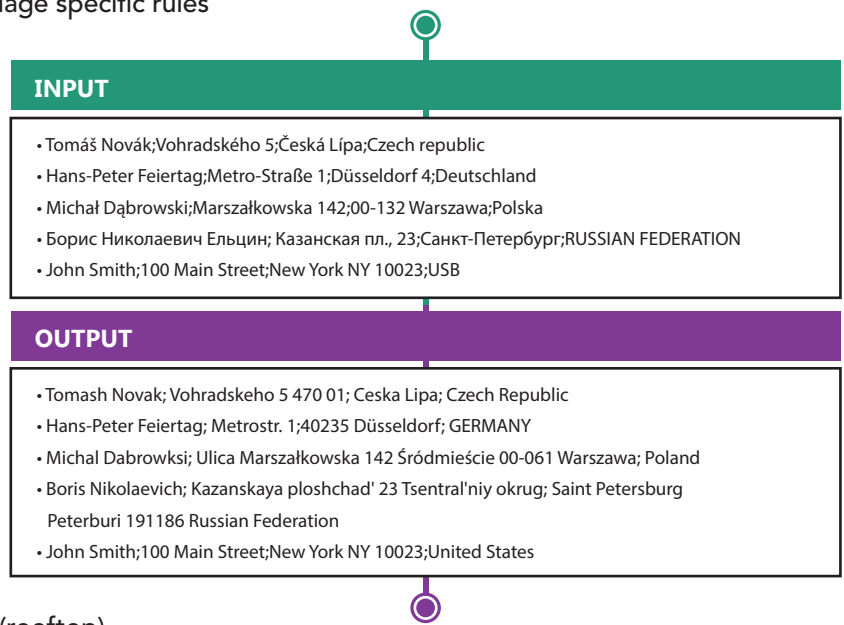 specific rules
INPUT
• Tomáš Novák;Vohradského 5;Česká Lípa;Czech republic
• Hans-Peter Feiertag;Metro-Straße 1;Düsseldorf 4;Deutschland
• Michał Dąbrowski;Marszałkowska 142;00-132 Warszawa;Polska
• Борис Николаевич Ельцин; Казанская пл., 23;Санкт-Петербург;RUSSIAN FEDERATION
• John Smith;100 Main Street;New York NY 10023;USB
OUTPUT
• Tomash Novak; Vohradskeho 5 470 01; Ceska Lipa; Czech Republic
• Hans-Peter Feiertag; Metrostr. 1;40235 Düsseldorf; GERMANY
• Michal Dabrowksi; Ulica Marszałkowska 142 Śródmieście 00-061 Warszawa; Poland
• Boris Nikolaevich; Kazanskaya ploshchad' 23 Tsentral'niy okrug; Saint Petersburg
Peterburi 191186 Russian Federation
• John Smith;100 Main Street;New York NY 10023;United States